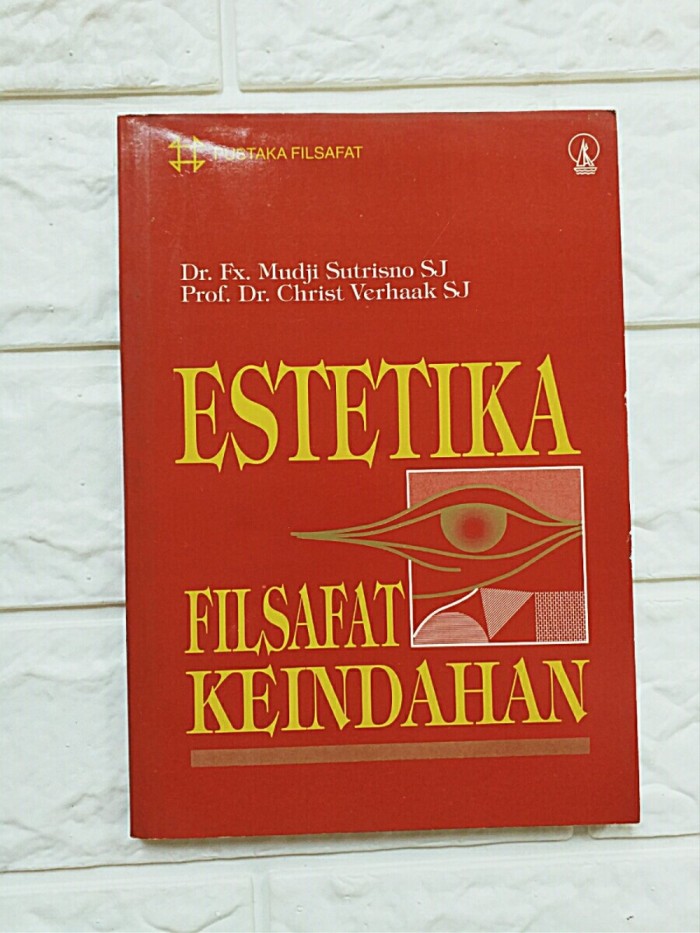 PUSTAKA FILSAFAT
Dr. Fx. Mudji Sutrisno SJ
Prof. Dr. Christ Verhaak SJ
ESTETIKA
FILSAFAT
KEINDAHAN